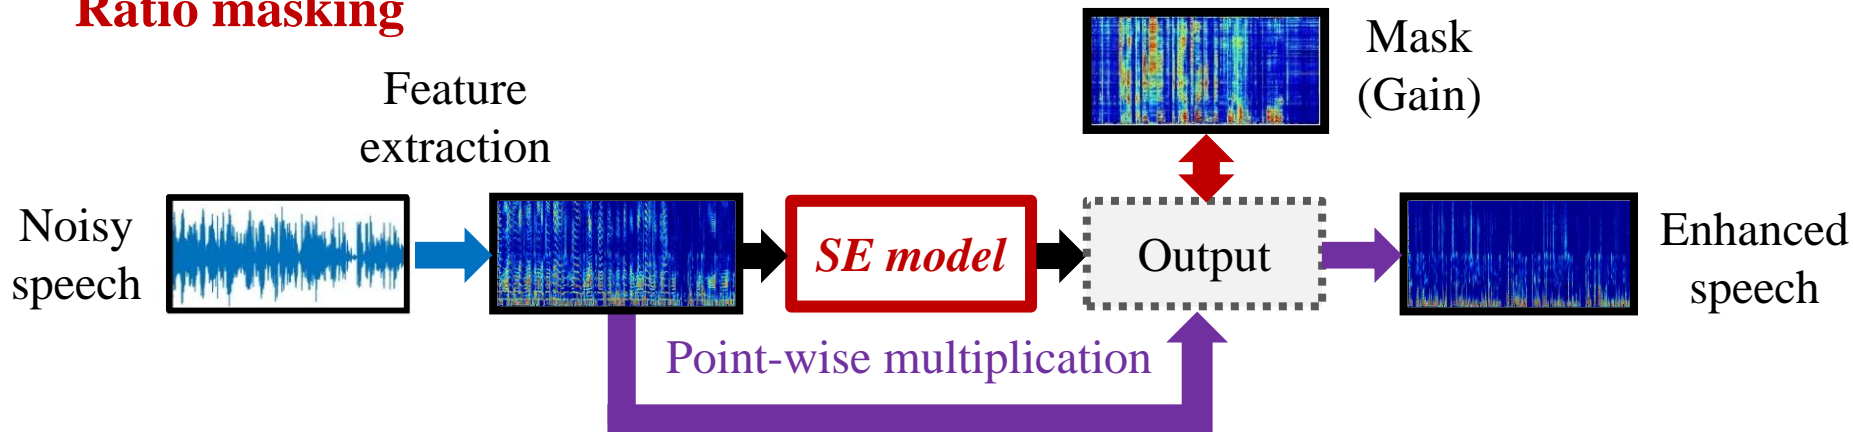 Ratio masking
Mask
(Gain)
Feature
extraction
Noisy
speech
SE model
Output
Enhanced
speech
Point-wise multiplication